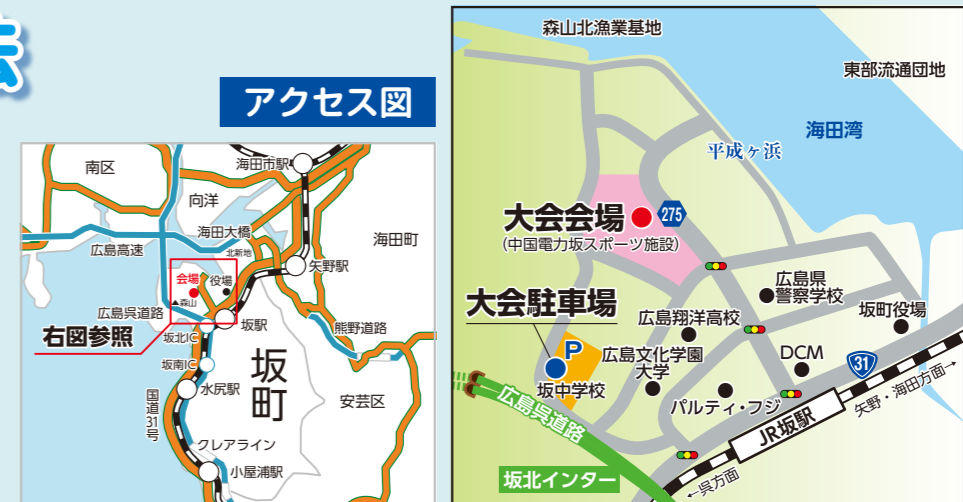 アクセス図
南区
海田市駅
向洋
海田大橋
北新地
海田町
広島高速
矢野駅
会場
役場
▲森山
広島呉道路
坂駅
熊野道路
右図参照
坂北IC
坂南IC
坂町
水尻駅
安芸区
国道31号
クレアライン
小屋浦駅
森山北漁業基地
東部流通団地
海田湾
平成ヶ浜
大会会場
275
(中国電力坂スポーツ施設)
広島県
警察学校
大会駐車場
坂町役場
広島翔洋高校
P
広島文化学園
大学
DCM
31
坂中学校
パルティ・フジ
矢野・海田方面→
広島呉道路
JR坂駅
坂北インター
←呉方面